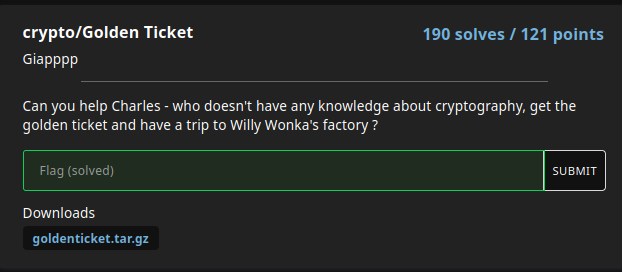 crypto/Golden Ticket
190 solves / 121 points
Giapppp
Can you help Charles - who doesn't have any knowledge about cryptography, get the
golden ticket and have a trip to Willy Wonka's factory ?
Flag (solved)
SUBMIT
Downloads
goldenticket.tar.gz